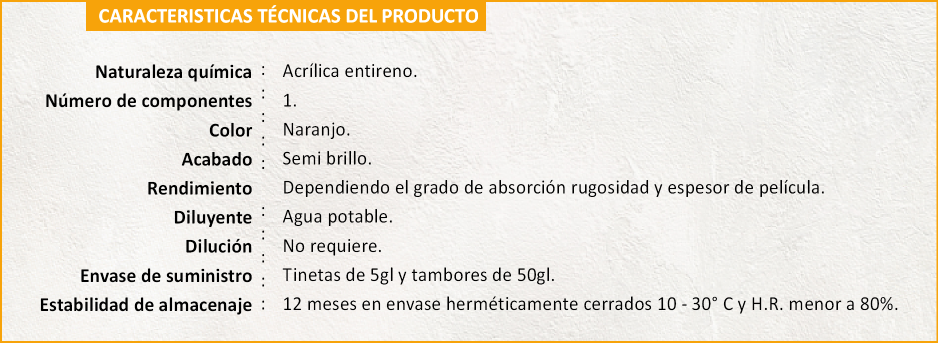 CARACTERISTICAS TÉCNICAS DEL PRODUCTO
Naturaleza química : Acrílica entireno.
Número de componentes : 1.
Color : Naranjo.
Acabado : Semi brillo.
Rendimiento Dependiendo el grado de absorción rugosidad y espesor de película.
Diluyente : Agua potable.
Dilución : No requiere.
Envase de suministro : Tinetas de 5gl y tambores de 50gl.
Estabilidad de almacenaje : 12 meses en envase herméticamente cerrados 10 - 30° C y H.R. menor a 80%.